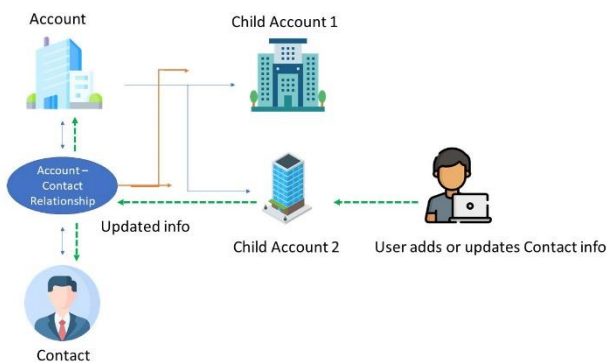 Account
Child Account 1
Account –
Contact
Relationship
Updated info
Child Account 2
User adds or updates Contact info
Contact